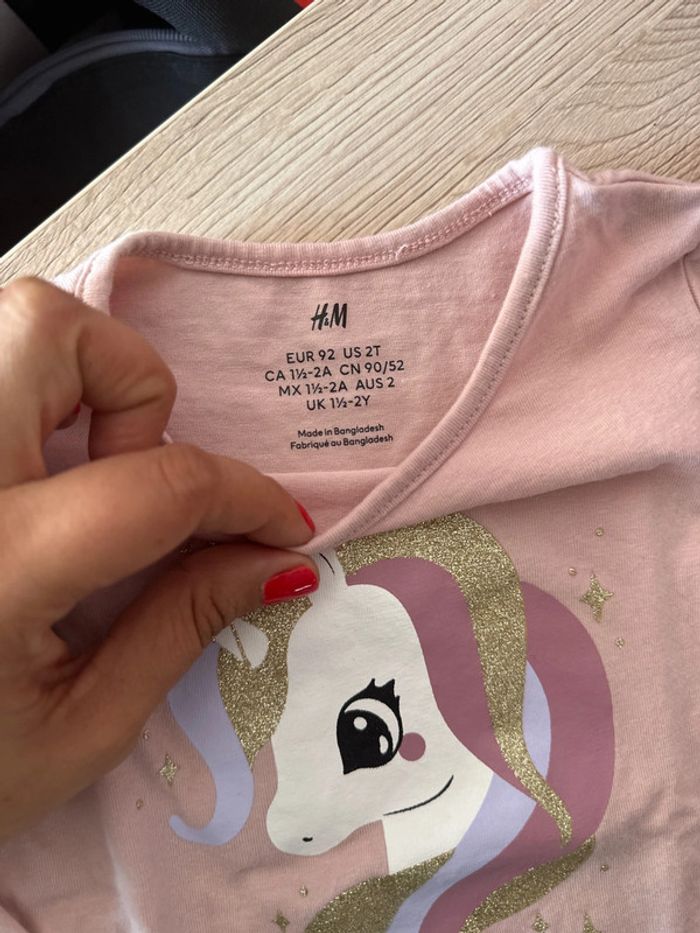 H&M
EUR 92 US 2T
CA 1½-2A CN 90/52
MX 1½-2A AUS 2
UK 1½-2Y
Made in Bangladesh
Fabriqué au Bangladesh